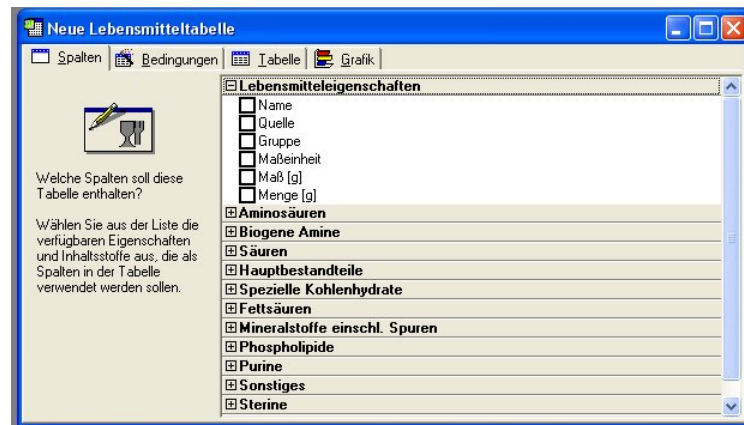 Neue Lebensmitteltabelle
Spalten Bedingungen Tabelle Grafik
Welche Spalten soll diese
Tabelle enthalten?
Wählen Sie aus der Liste die
verfügbaren Eigenschaften
und Inhaltsstoffe aus, die als
Spalten in der Tabelle
verwendet werden sollen.
Lebensmitteleigenschaften
Name
Quelle
Gruppe
Maßeinheit
Maß [g]
Menge [g]
Aminosäuren
Biogene Amine
Säuren
Hauptbestandteile
Spezielle Kohlenhydrate
Fettsäuren
Mineralstoffe einschl. Spuren
Phospholipide
Purine
Sonstiges
Sterine